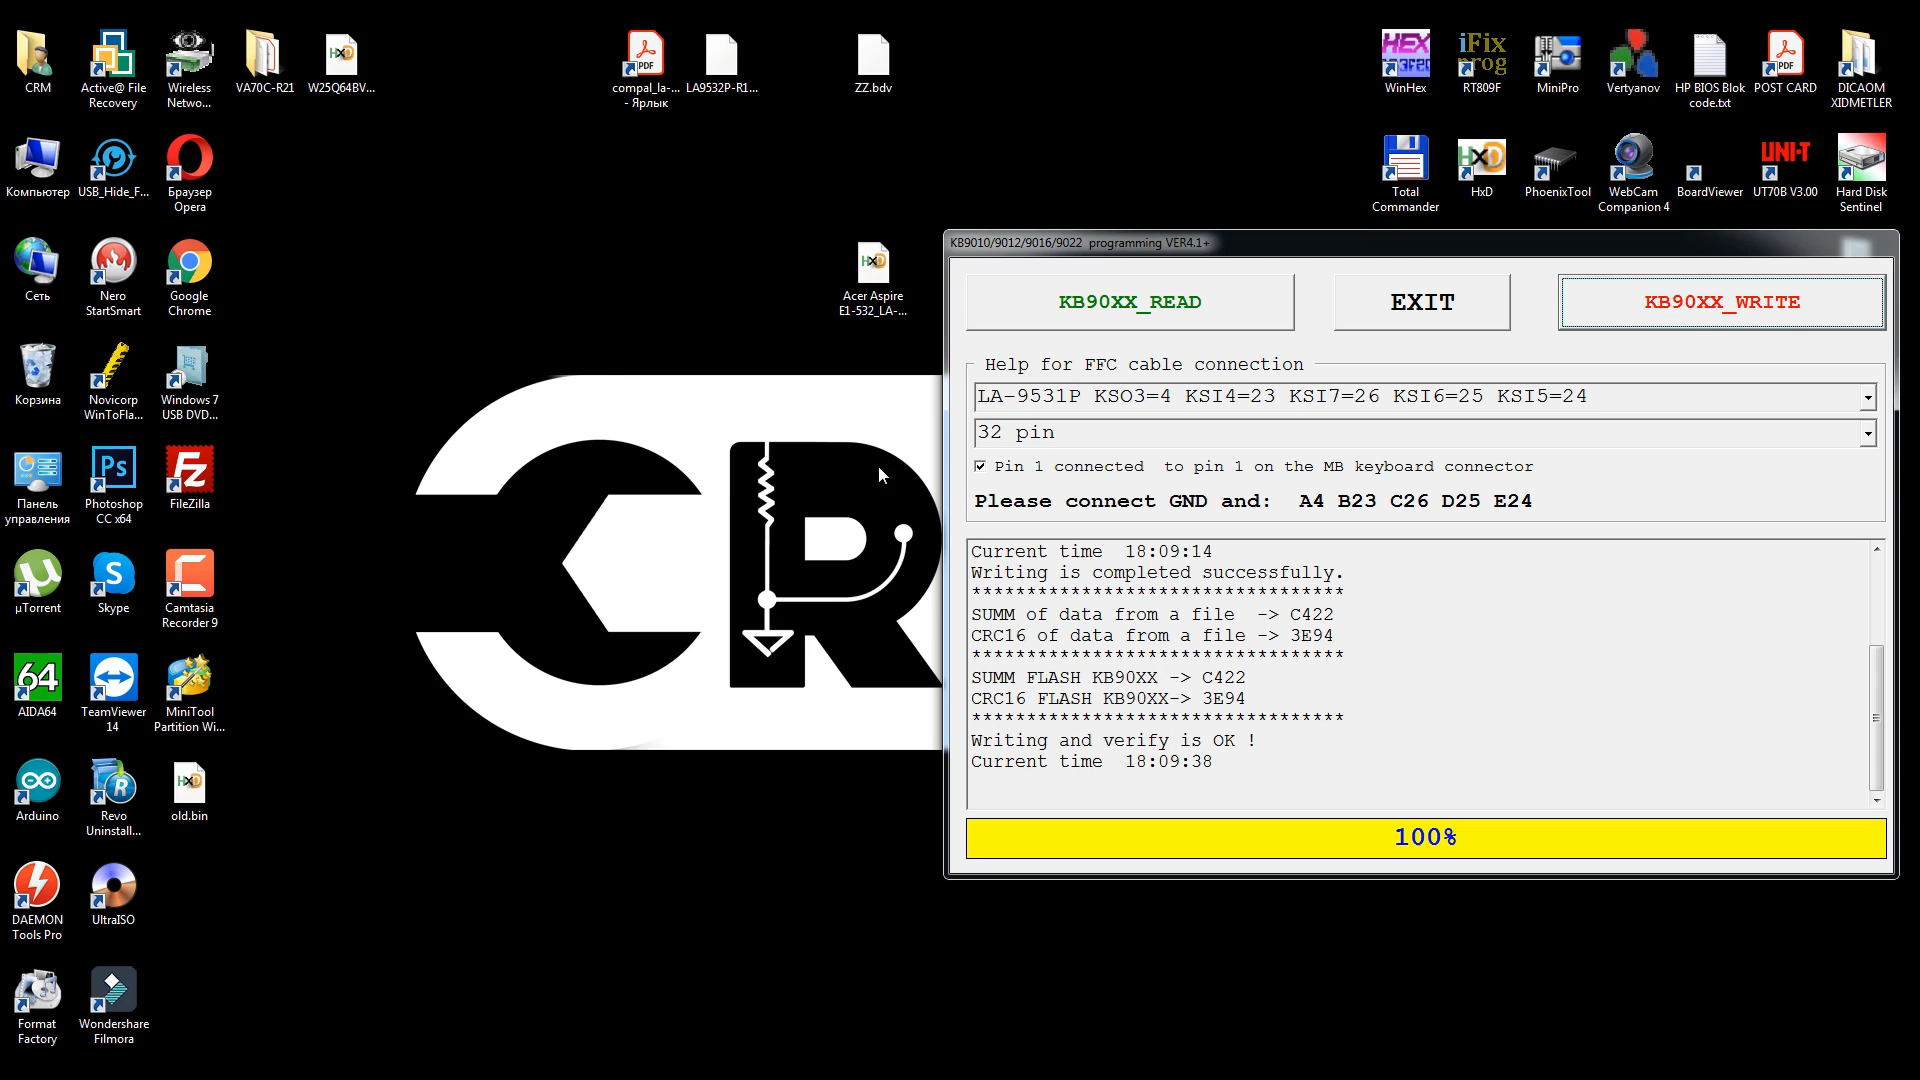 CRM
Active@ File
Recovery
Wireless
Netwo...
VA70C-R21
W25Q64BV...
compal_la-...
- Ярлык
LA9532P-R1...
ZZ.bdv
WinHex
RT809F
MiniPro
Vertyanov
HP BIOS Blok
code.txt
POST CARD
DICAOM
XIDMETLER
Компьютер
USB_Hide_F...
Браузер
Opera
Total
Commander
HxD
PhoenixTool
WebCam
Companion 4
BoardViewer
UNI-T
UT70B V3.00
Hard Disk
Sentinel
Сеть
Nero
StartSmart
Google
Chrome
Acer Aspire
E1-532_LA-...
Корзина
Novicorp
WinToFla...
Windows 7
USB DVD...
Панель
управления
Photoshop
CC x64
FileZilla
µTorrent
Skype
Camtasia
Recorder 9
64
AIDA64
TeamViewer
14
MiniTool
Partition Wi...
Arduino
Revo
Uninstall...
old.bin
DAEMON
Tools Pro
UltraISO
Format
Factory
Wondershare
Filmora
CR
KB9010/9012/9016/9022 programming VER4.1+
KB90XX_READ
EXIT
KB90XX_WRITE
Help for FFC cable connection
LA-9531P KSO3=4 KSI4=23 KSI7=26 KSI6=25 KSI5=24
32 pin
Pin 1 connected to pin 1 on the MB keyboard connector
Please connect GND and: A4 B23 C26 D25 E24
Current time 18:09:14
Writing is completed successfully.
**********************************
SUMM of data from a file -> C422
CRC16 of data from a file -> 3E94
**********************************
SUMM FLASH KB90XX -> C422
CRC16 FLASH KB90XX-> 3E94
**********************************
Writing and verify is OK !
Current time 18:09:38
100%